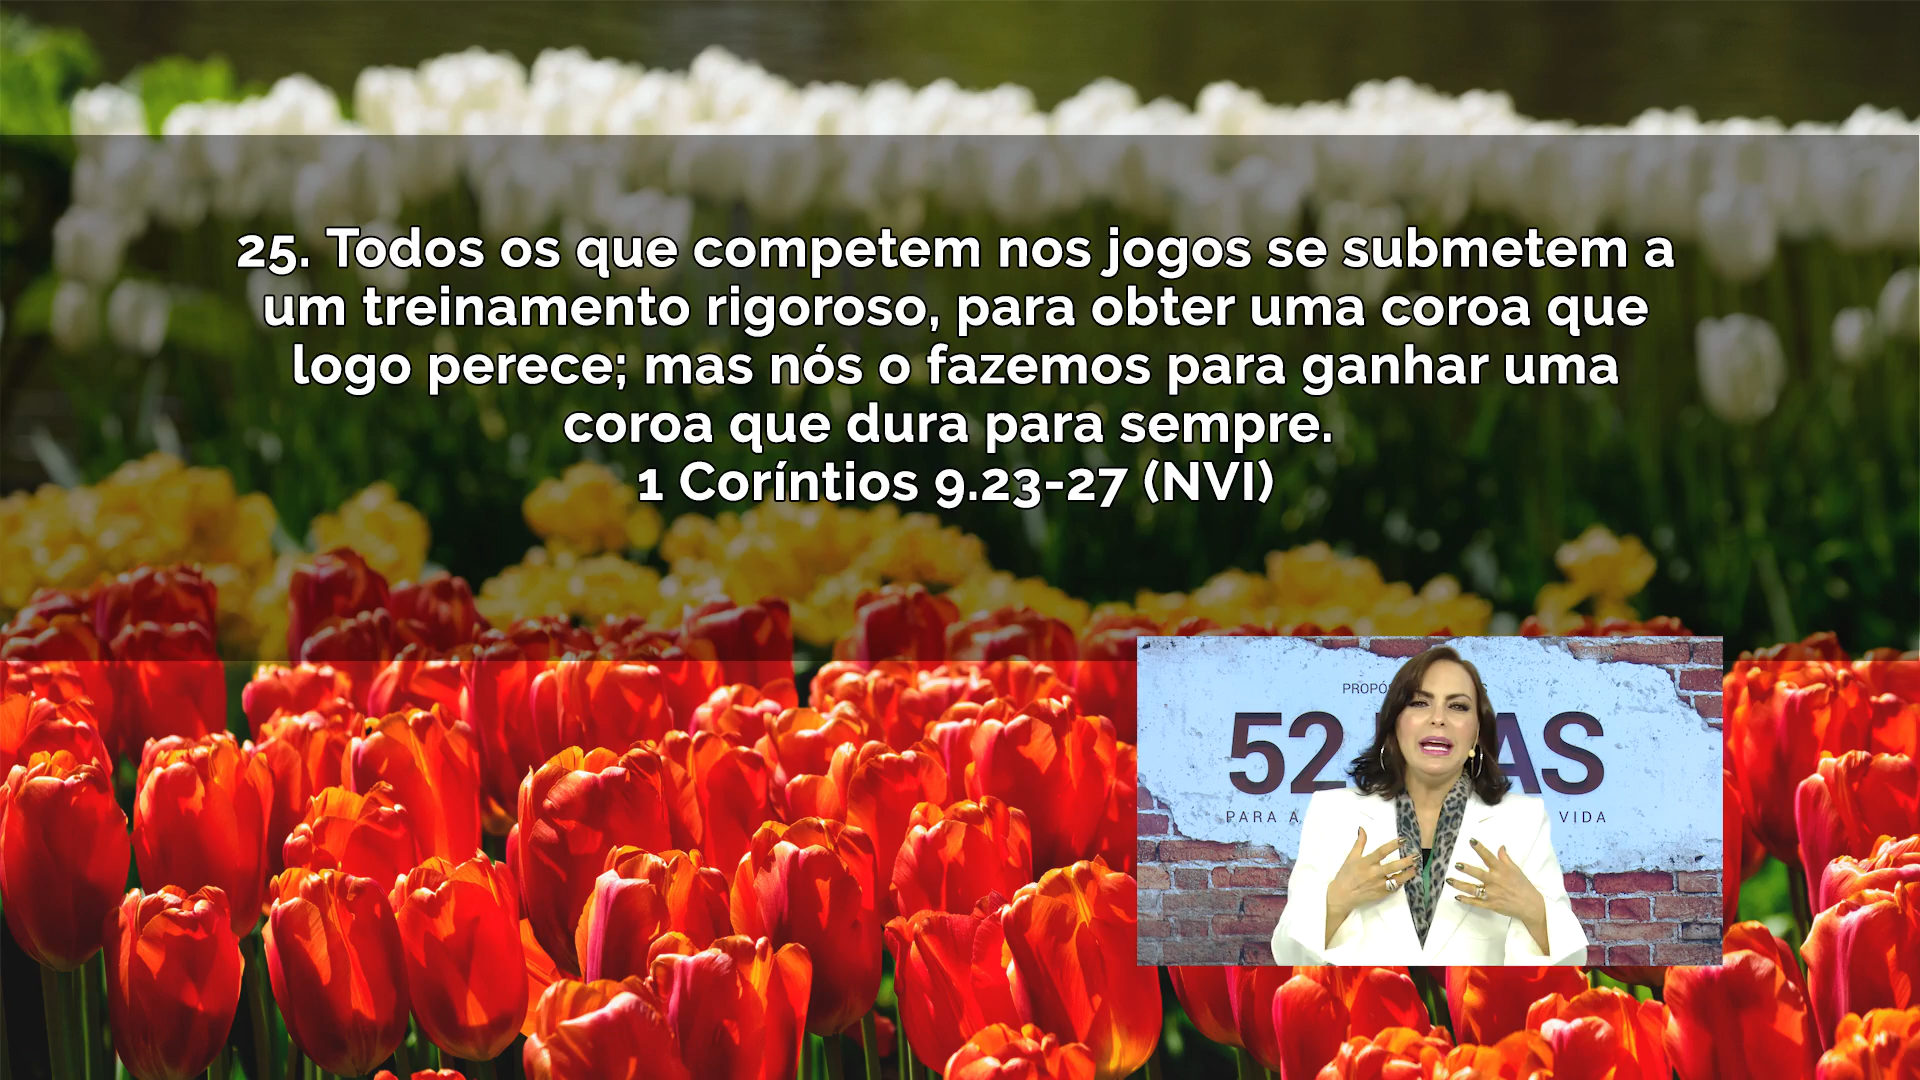 25. Todos os que competem nos jogos se submetem a
um treinamento rigoroso, para obter uma coroa que
logo perece; mas nós o fazemos para ganhar uma
coroa que dura para sempre.
1 Coríntios 9.23-27 (NVI)
52 AS
PARA VIDA